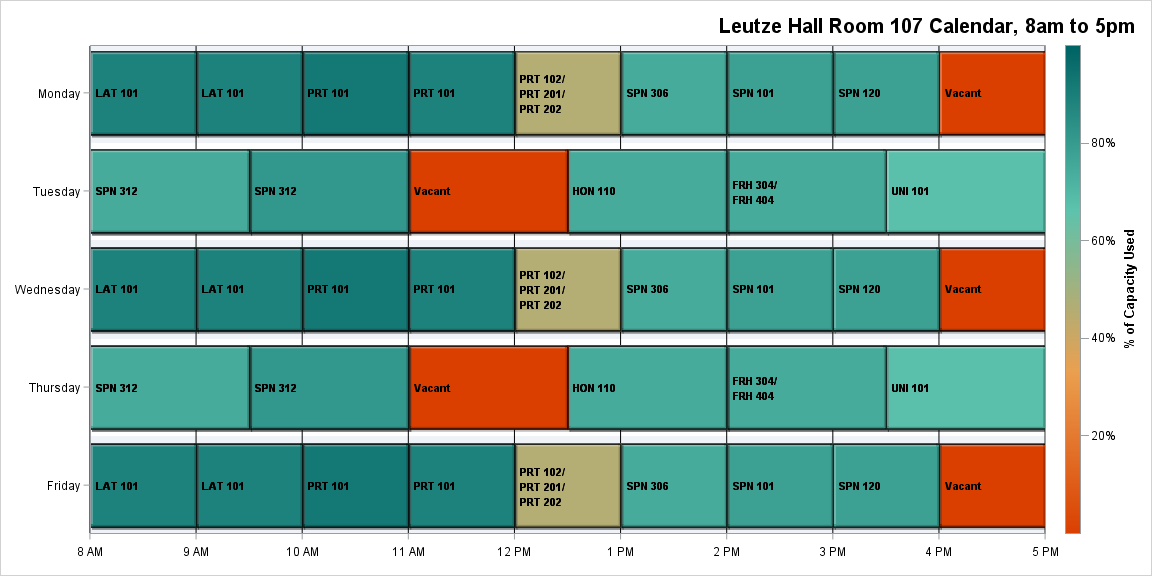 Leutze Hall Room 107 Calendar, 8am to 5pm
Monday
LAT 101
LAT 101
PRT 101
PRT 101
PRT 102/
PRT 201/
PRT 202
SPN 306
SPN 101
SPN 120
Vacant
Tuesday
SPN 312
SPN 312
Vacant
HON 110
FRH 304/
FRH 404
UNI 101
Wednesday
LAT 101
LAT 101
PRT 101
PRT 101
PRT 102/
PRT 201/
PRT 202
SPN 306
SPN 101
SPN 120
Vacant
Thursday
SPN 312
SPN 312
Vacant
HON 110
FRH 304/
FRH 404
UNI 101
Friday
LAT 101
LAT 101
PRT 101
PRT 101
PRT 102/
PRT 201/
PRT 202
SPN 306
SPN 101
SPN 120
Vacant
8 AM
9 AM
10 AM
11 AM
12 PM
1 PM
2 PM
3 PM
4 PM
5 PM
80%
60%
40%
20%
% of Capacity Used